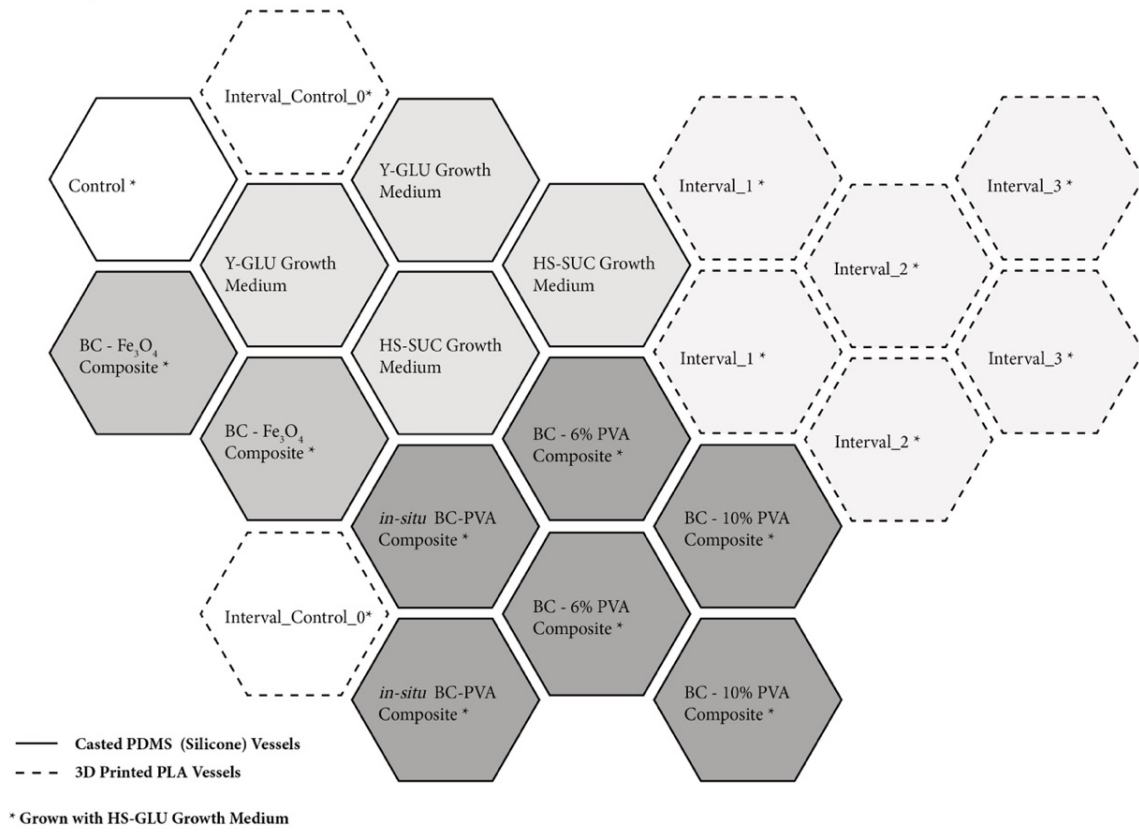 Interval_Control_0*
Control *
Y-GLU Growth
Medium
Interval_1 *
Interval_3 *
Y-GLU Growth
Medium
HS-SUC Growth
Medium
Interval_2 *
BC - Fe₃O₄
Composite *
HS-SUC Growth
Medium
Interval_1 *
Interval_3 *
BC - Fe₃O₄
Composite *
BC - 6% PVA
Composite *
Interval_2 *
in-situ BC-PVA
Composite *
BC - 10% PVA
Composite *
Interval_Control_0*
BC - 6% PVA
Composite *
in-situ BC-PVA
Composite *
BC - 10% PVA
Composite *
Casted PDMS (Silicone) Vessels
3D Printed PLA Vessels
* Grown with HS-GLU Growth Medium